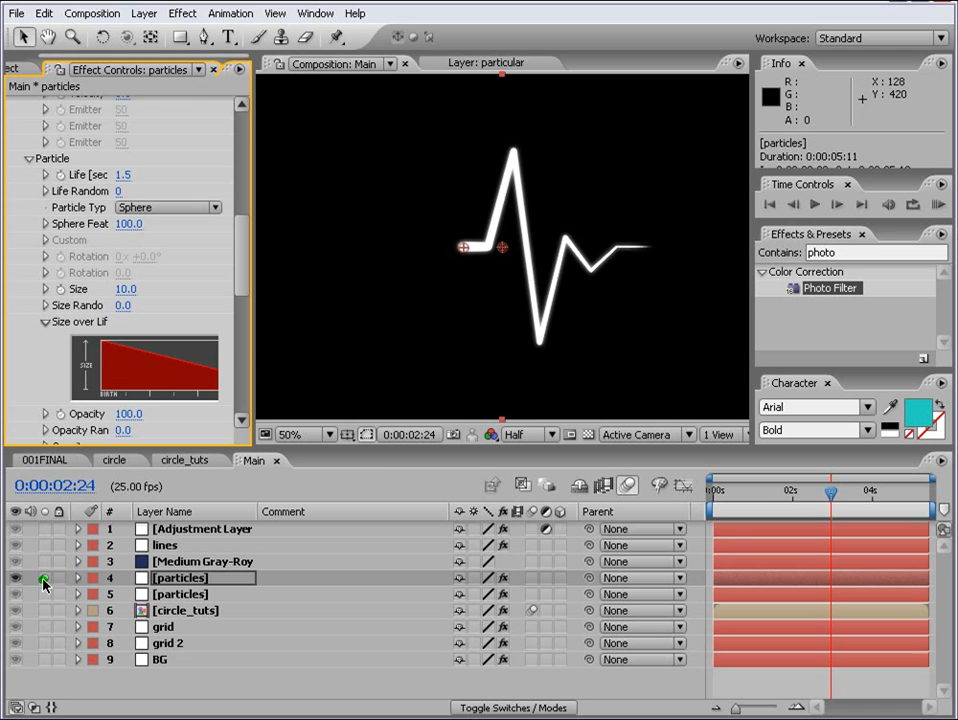 File Edit Composition Layer Effect Animation View Window Help
Workspace: Standard
ect Effect Controls: particles
Main * particles
Emitter 50
Emitter 50
Emitter 50
Particle
Life [sec 1.5
Life Random 0
Particle Typ Sphere
Sphere Feat 100.0
Custom
Rotation 0x +0.0°
Rotation 0.0
Size 10.0
Size Rando 0.0
Size over Lif
SIZE
BIRTH
Opacity 100.0
Opacity Ran 0.0
Composition: Main Layer: particular
50% 0:00:02:24 Half Active Camera 1 View
Info
R :
G :
B :
A : 0
X : 128
Y : 420
[particles]
Duration: 0:00:05:11
Time Controls
Effects & Presets
Contains: photo
Color Correction
Photo Filter
Character
Arial
Bold
001FINAL circle circle_tuts Main
0:00:02:24 (25.00 fps)
:00s 02s 04s
# Layer Name Comment Parent
1 [Adjustment Layer None
2 lines None
3 [Medium Gray-Roy None
4 [particles] None
5 [particles] None
6 [circle_tuts] None
7 grid None
8 grid 2 None
9 BG None
Toggle Switches / Modes